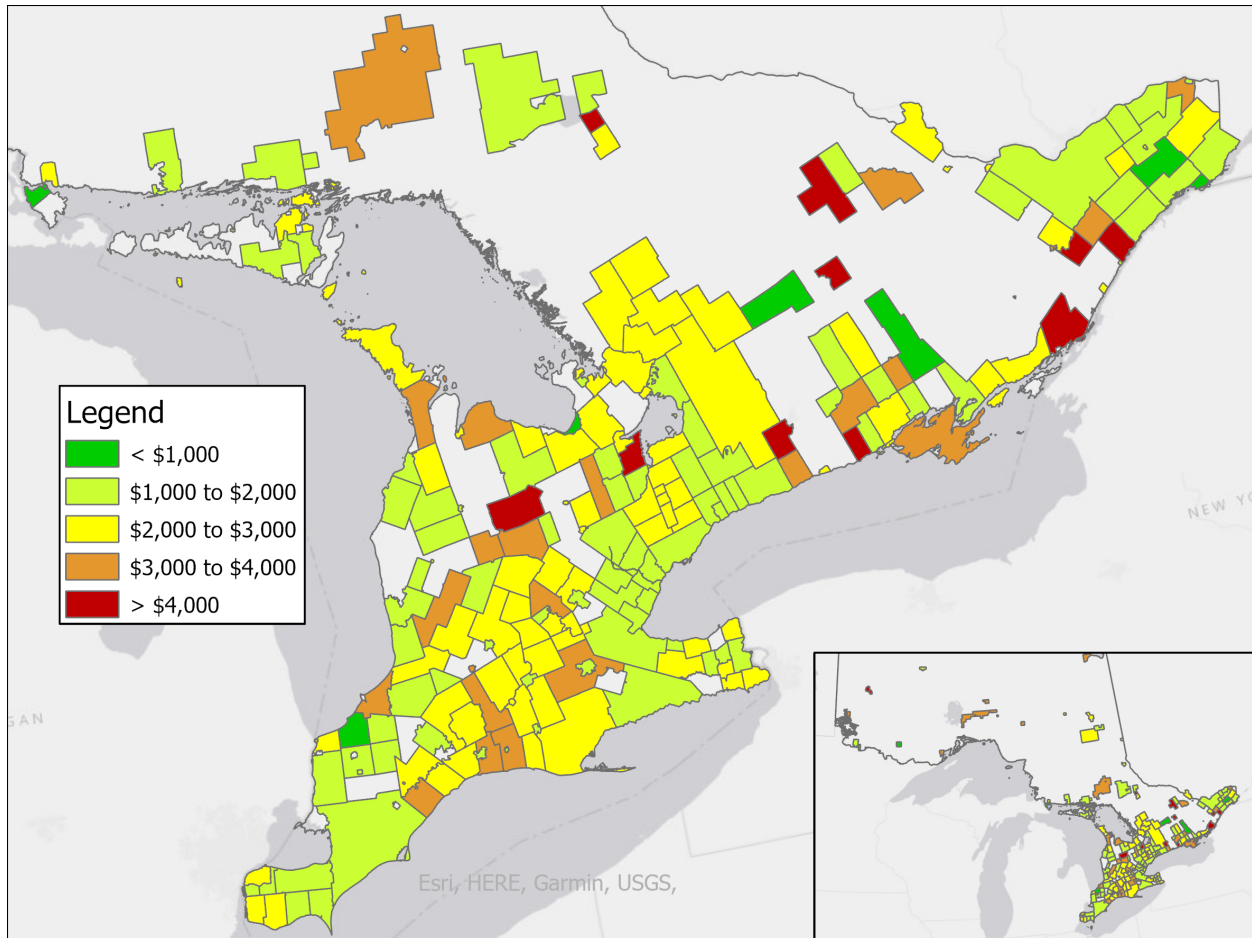 Legend
< $1,000
$1,000 to $2,000
$2,000 to $3,000
$3,000 to $4,000
> $4,000
NEW YO
GAN
Esri, HERE, Garmin, USGS,